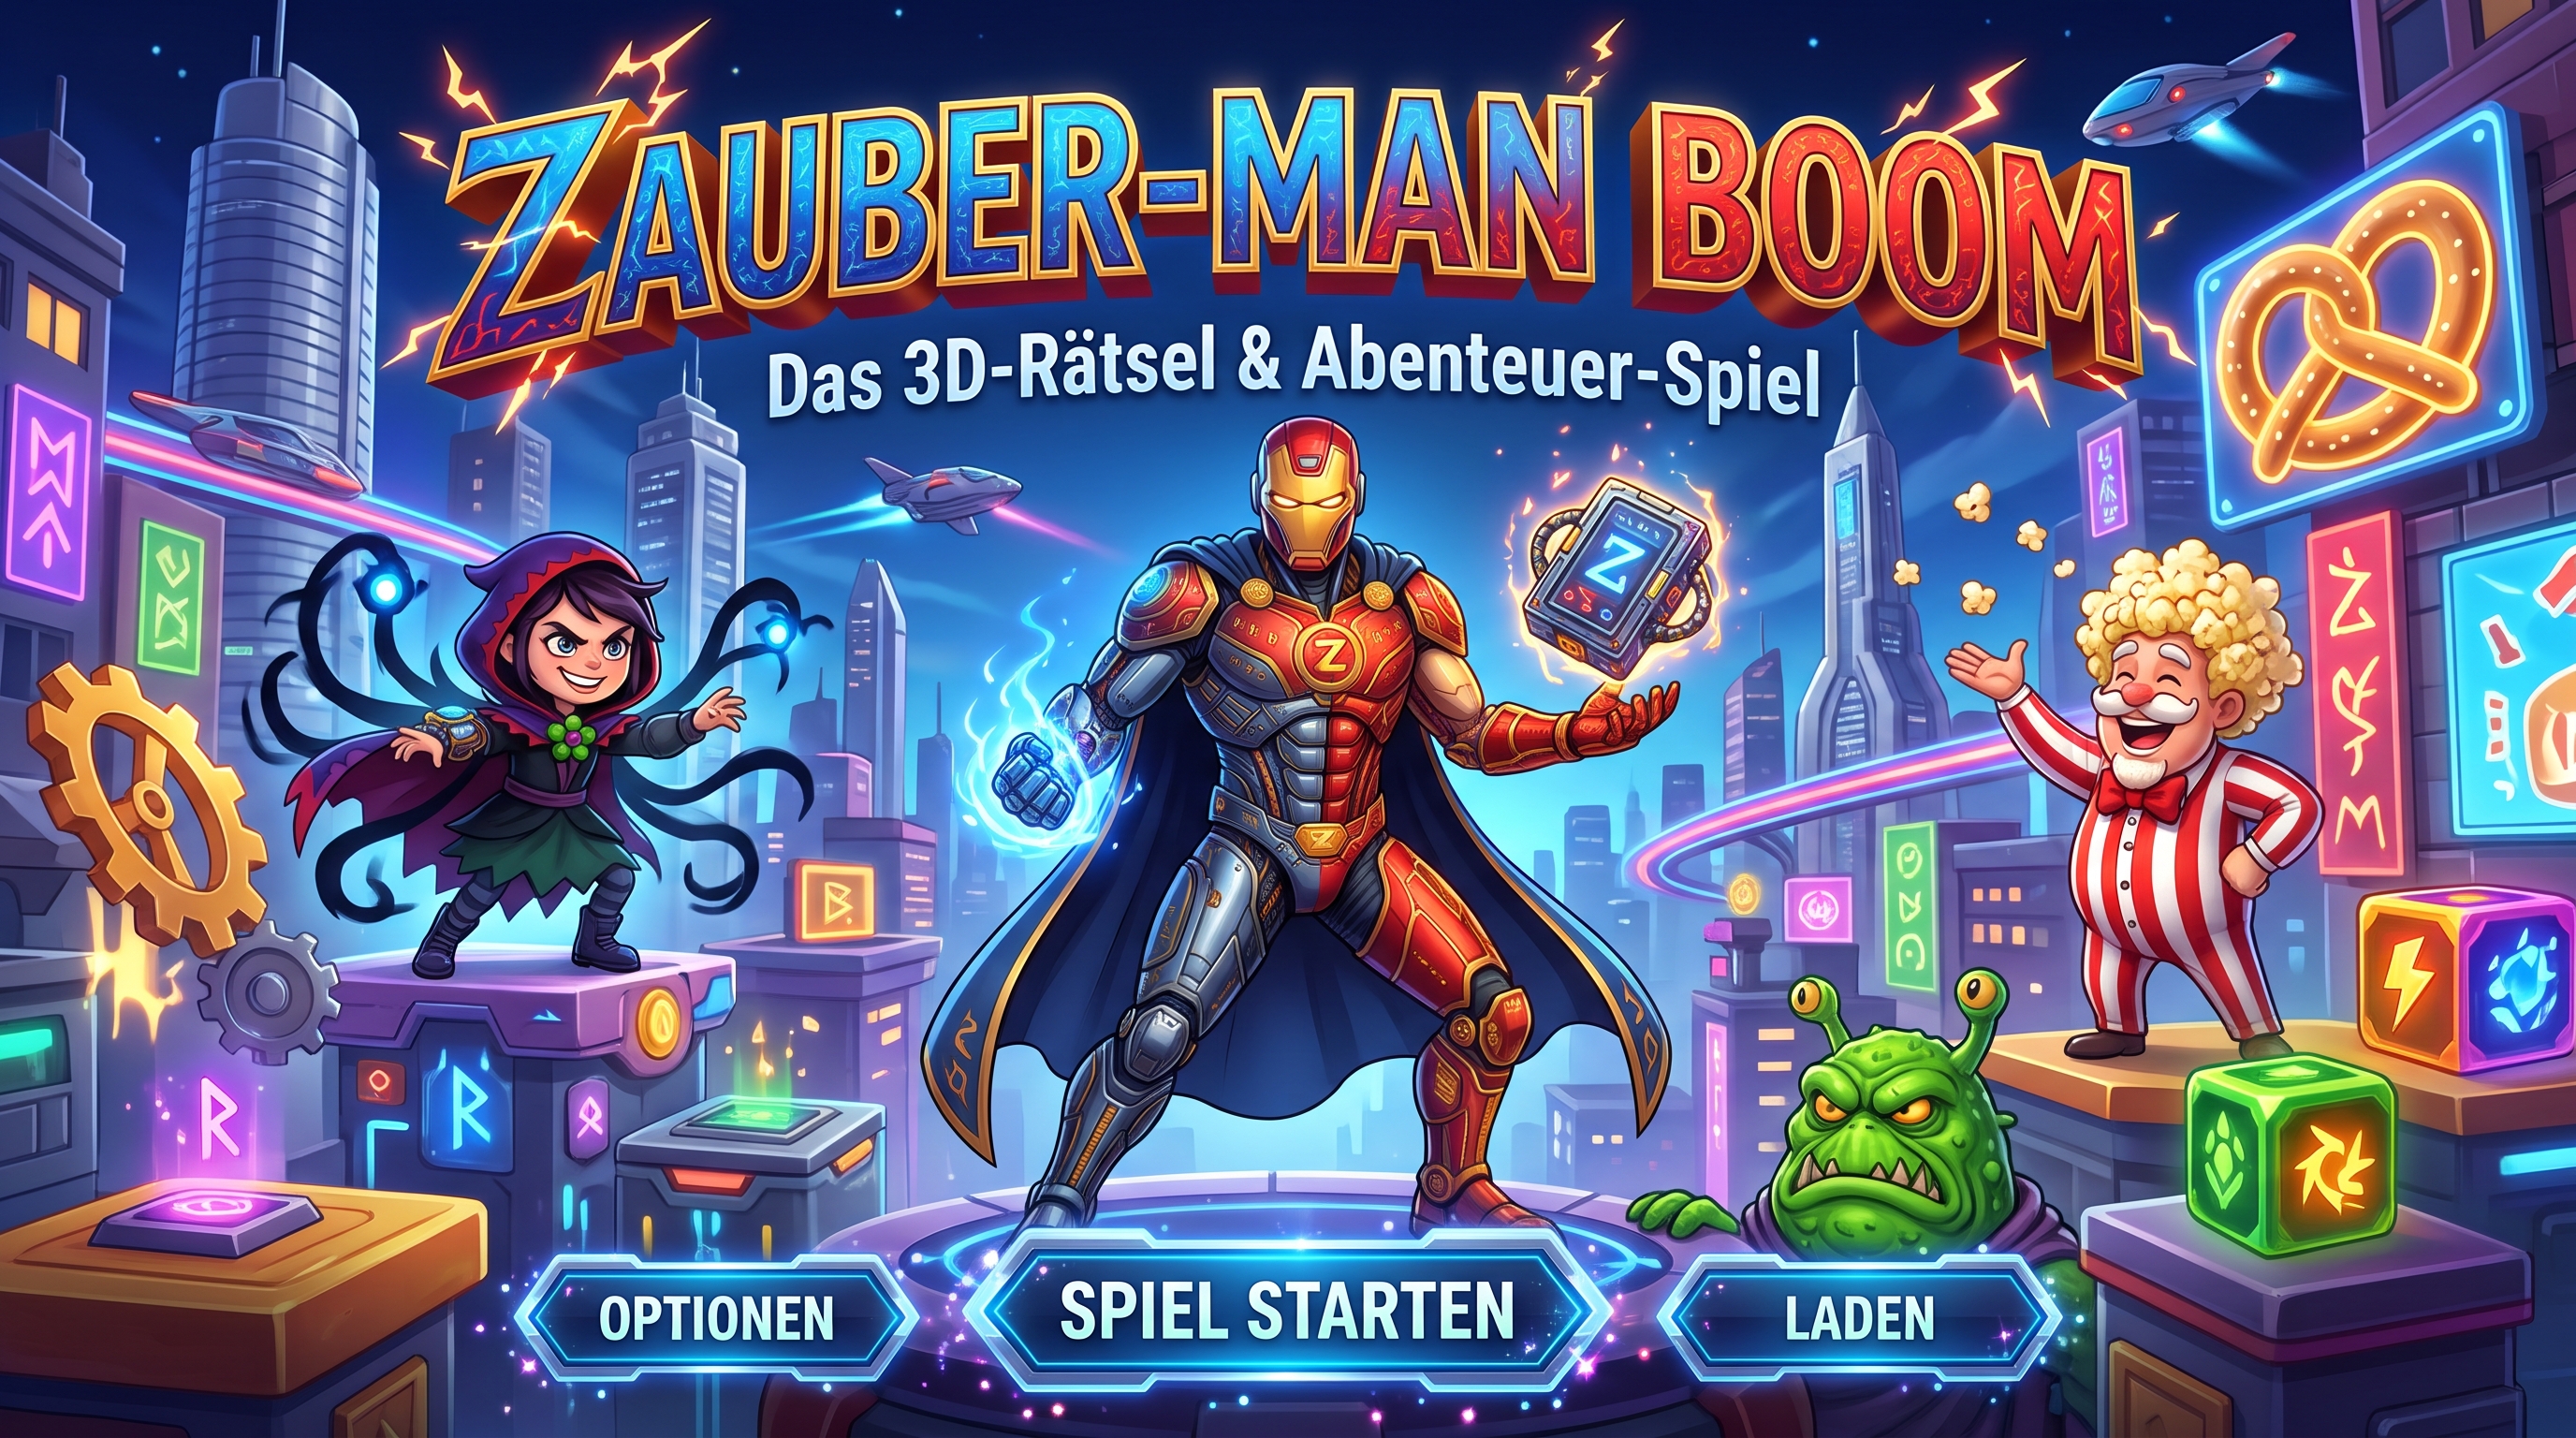 ZAUBER-MAN BOOM
Das 3D-Rätsel & Abenteuer-Spiel
Z
Z
Z
OPTIONEN
SPIEL STARTEN
LADEN